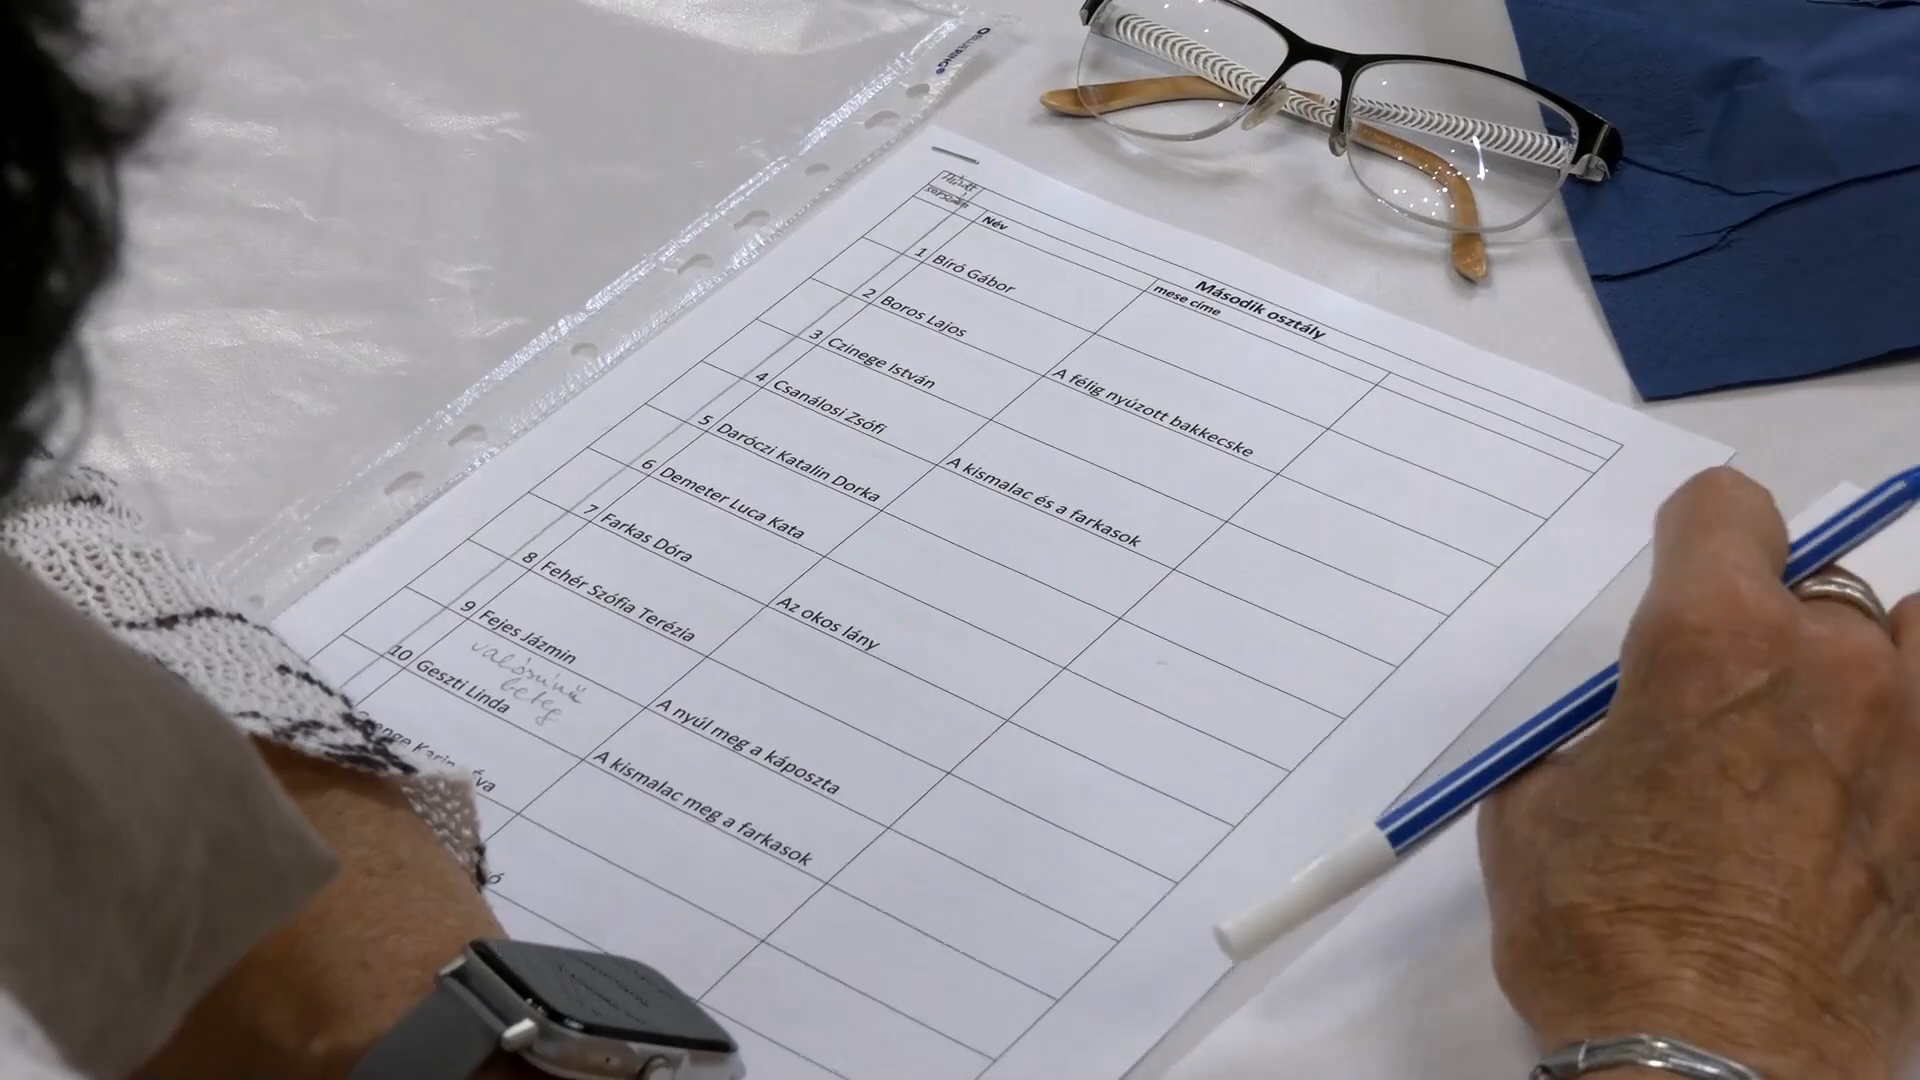 BLUERING®
Második osztály
Név mese címe
1 Bíró Gábor
2 Boros Lajos A félig nyúzott bakkecske
3 Czinege István
4 Csanálosi Zsófi A kismalac és a farkasok
5 Daróczi Katalin Dorka
6 Demeter Luca Kata
7 Farkas Dóra Az okos lány
8 Fehér Szófia Terézia
9 Fejes Jázmin A nyúl meg a káposzta
valószínű
beteg
10 Geszti Linda A kismalac meg a farkasok